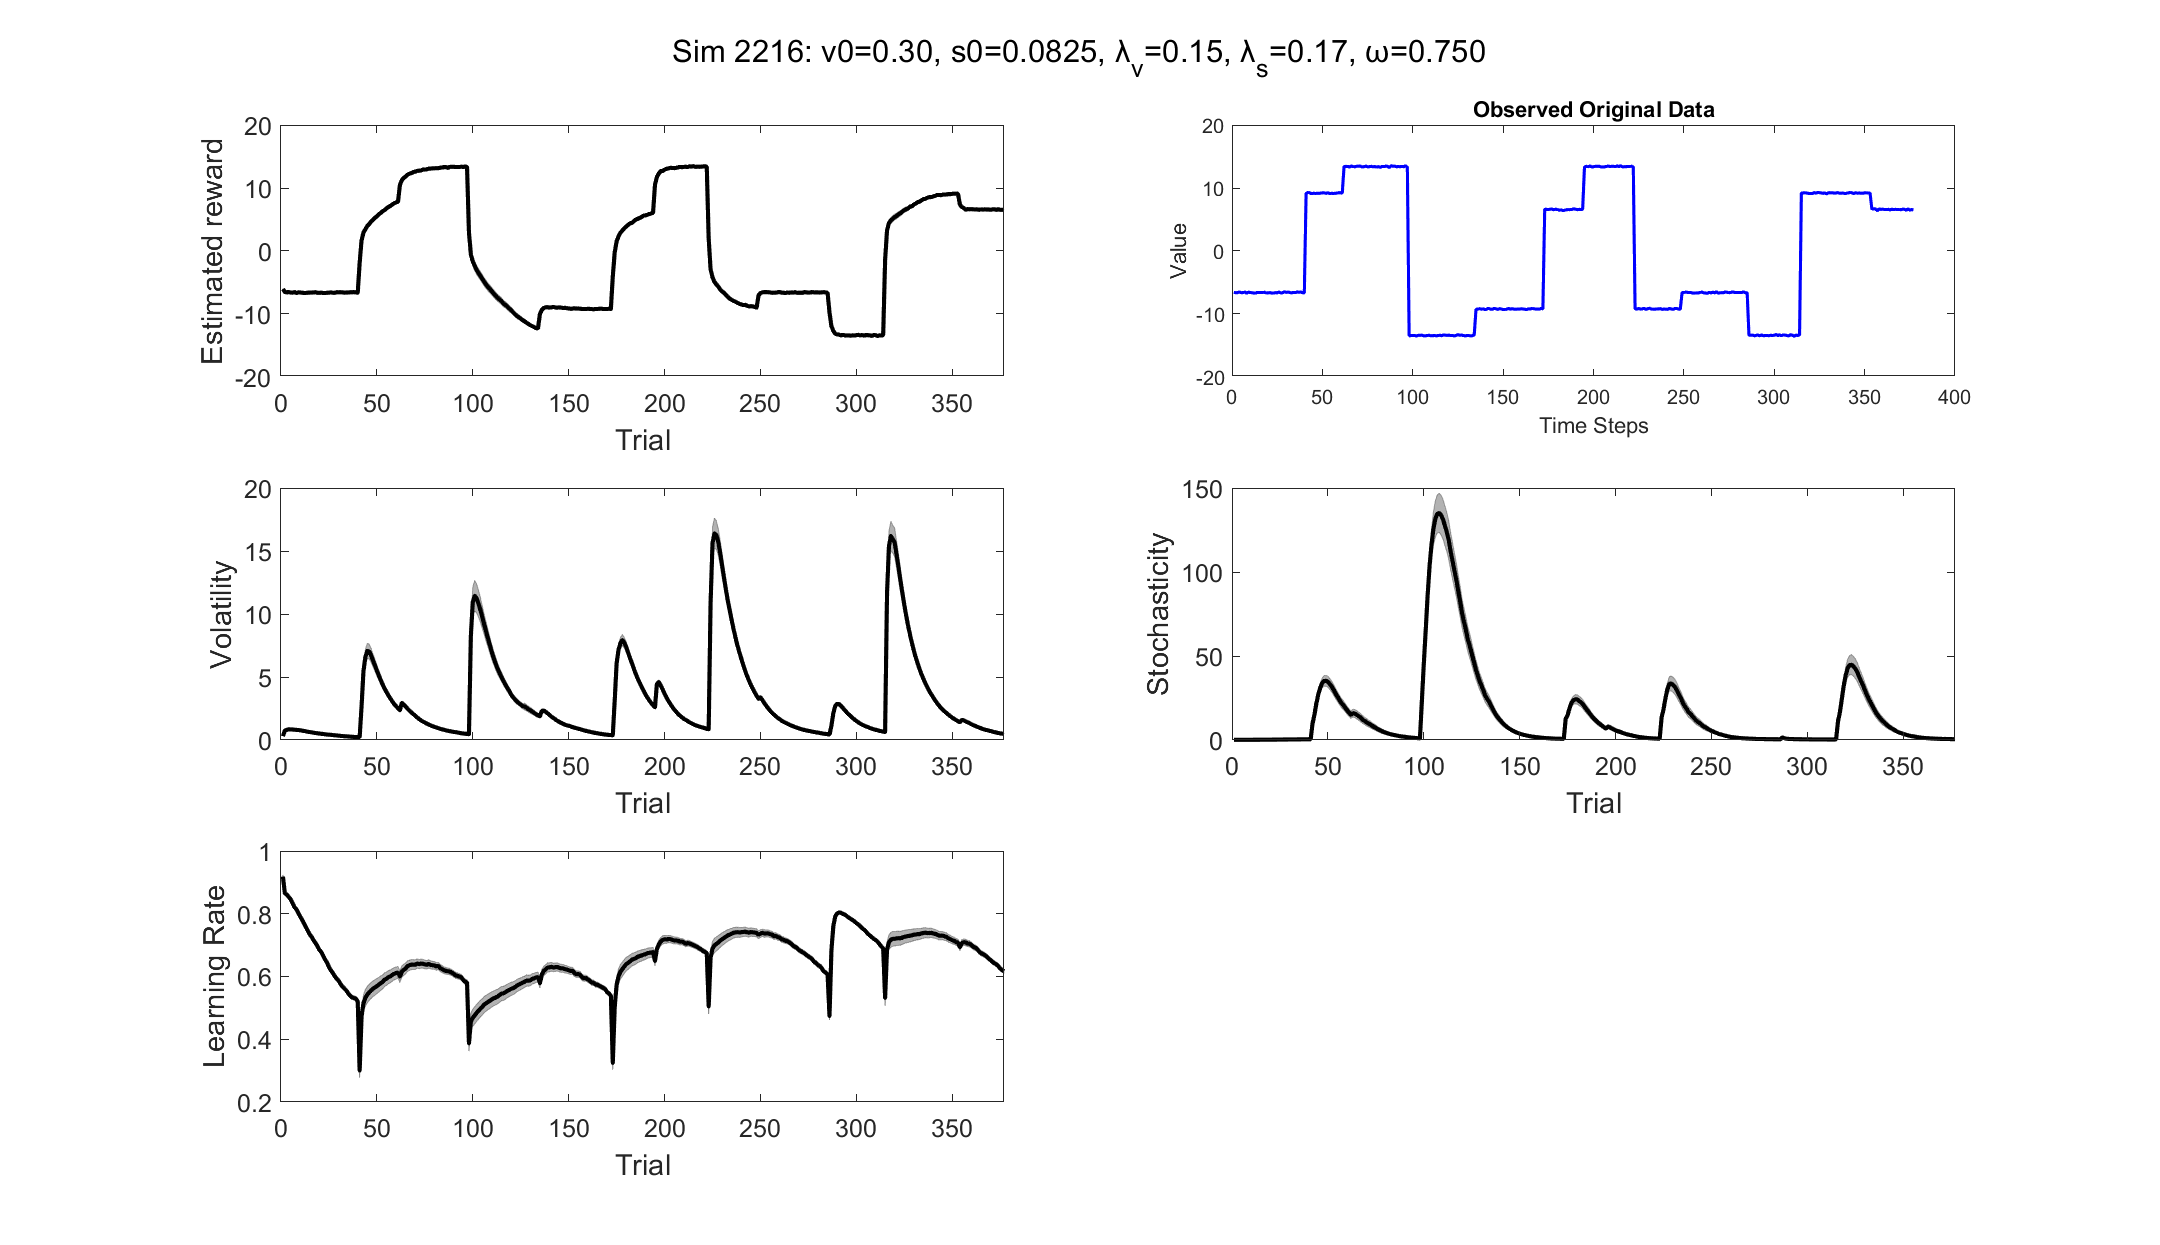 Sim 2216: v0=0.30, s0=0.0825, λ_v=0.15, λ_s=0.17, ω=0.750
20
10
0
-10
-20
Estimated reward
0 50 100 150 200 250 300 350
Trial
Observed Original Data
20
10
0
-10
-20
Value
0 50 100 150 200 250 300 350 400
Time Steps
20
15
10
5
0
Volatility
0 50 100 150 200 250 300 350
Trial
150
100
50
0
Stochasticity
0 50 100 150 200 250 300 350
Trial
1
0.8
0.6
0.4
0.2
Learning Rate
0 50 100 150 200 250 300 350
Trial